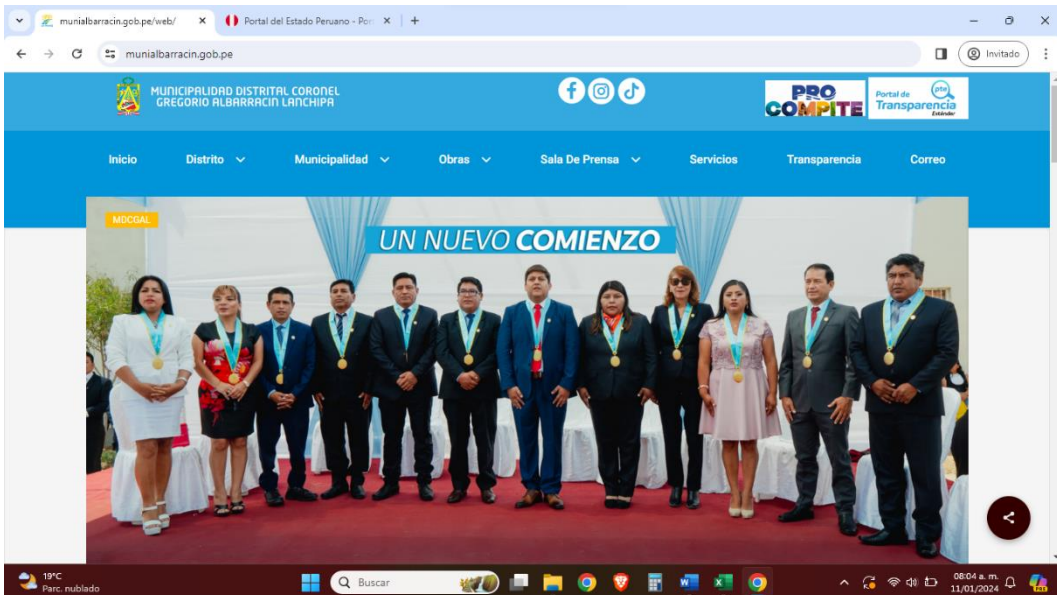 munialbarracin.gob.pe/web/
Portal del Estado Peruano - Por
munialbarracin.gob.pe
Invitado
MUNICIPALIDAD DISTRITAL CORONEL
GREGORIO ALBARRACIN LANCHIPA
PRO
COMPITE
Portal de
pte
Transparencia
Estándar
Inicio
Distrito
Municipalidad
Obras
Sala De Prensa
Servicios
Transparencia
Correo
MDCGAL
UN NUEVO COMIENZO
19°C
Parc. nublado
Buscar
08:04 a. m.
11/01/2024
PRE